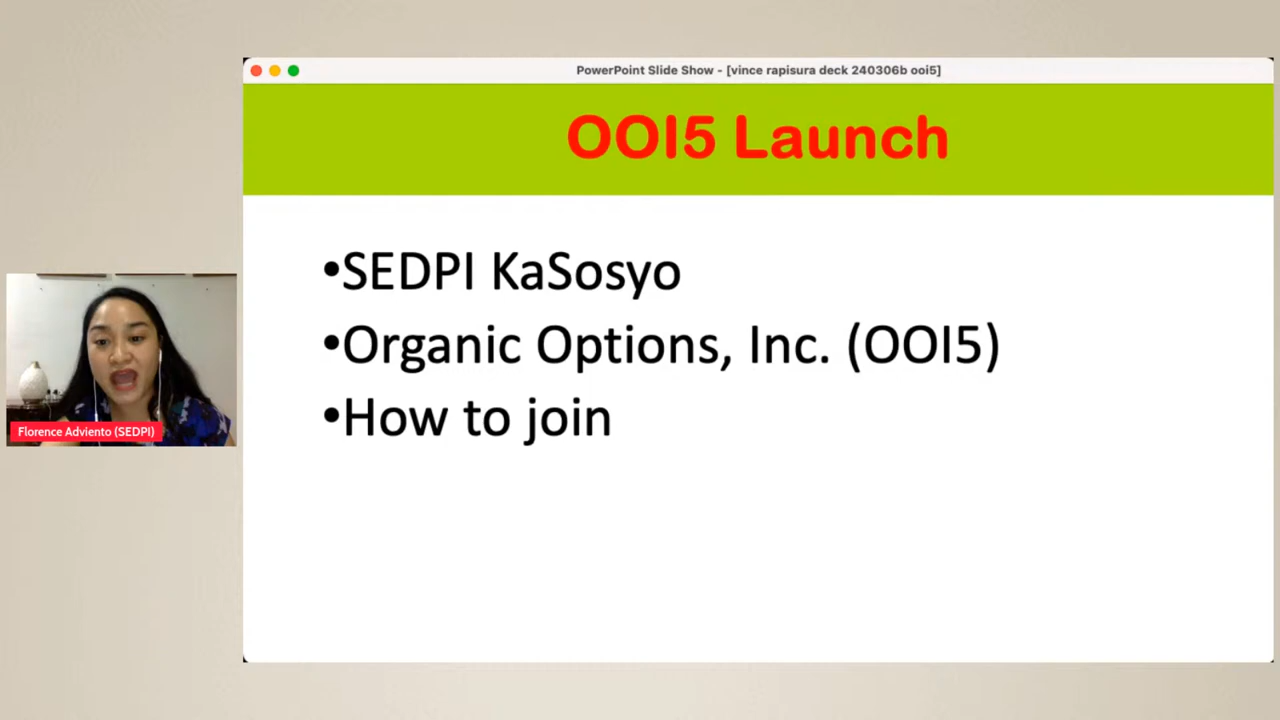 PowerPoint Slide Show - [vince rapisura deck 240306b ooi5]
OOI5 Launch
•SEDPI KaSosyo
•Organic Options, Inc. (OOI5)
•How to join
Florence Adviento (SEDPI)